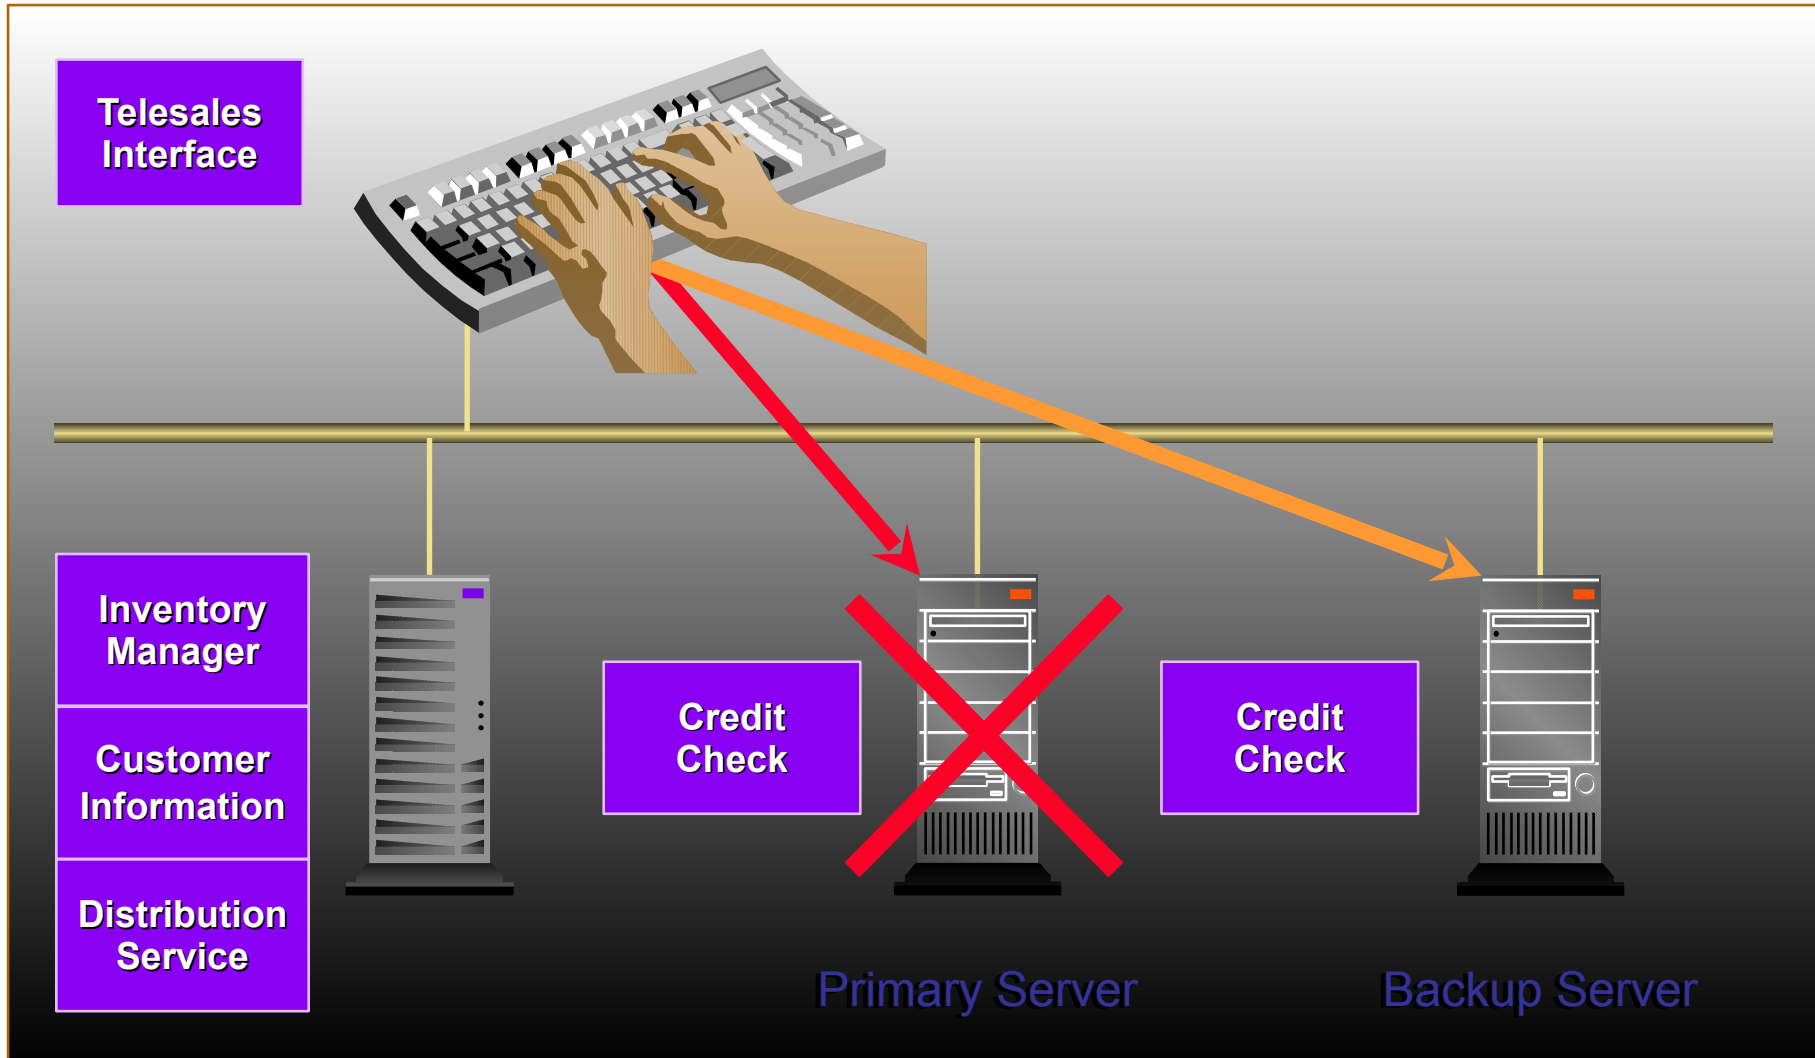 Telesales
Interface
Inventory
Manager
Customer
Information
Distribution
Service
Credit
Check
Credit
Check
Primary Server
Backup Server